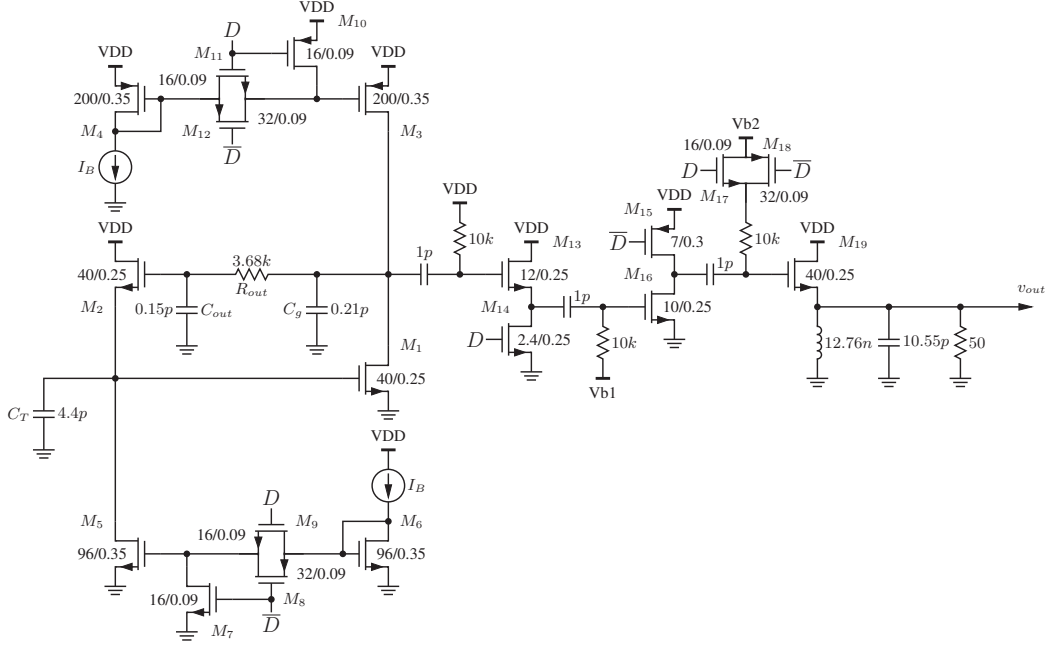 D
M10
VDD
M11
16/0.09
VDD
VDD
16/0.09
200/0.35
200/0.35
32/0.09
M4
M12
M3
D̅
IB
Vb2
16/0.09
M18
D
D̅
VDD
M17
32/0.09
VDD
M15
VDD
VDD
10k
M13
D̅
7/0.3
10k
M19
3.68k
VDD
M16
1p
1p
40/0.25
Rout
12/0.25
40/0.25
M2
M14
1p
vout
0.15p
Cout
Cg
0.21p
10/0.25
D
2.4/0.25
10k
12.76n
10.55p
50
M1
40/0.25
Vb1
CT
4.4p
VDD
IB
D
M5
M9
M6
16/0.09
96/0.35
96/0.35
32/0.09
16/0.09
M8
M7
D̅